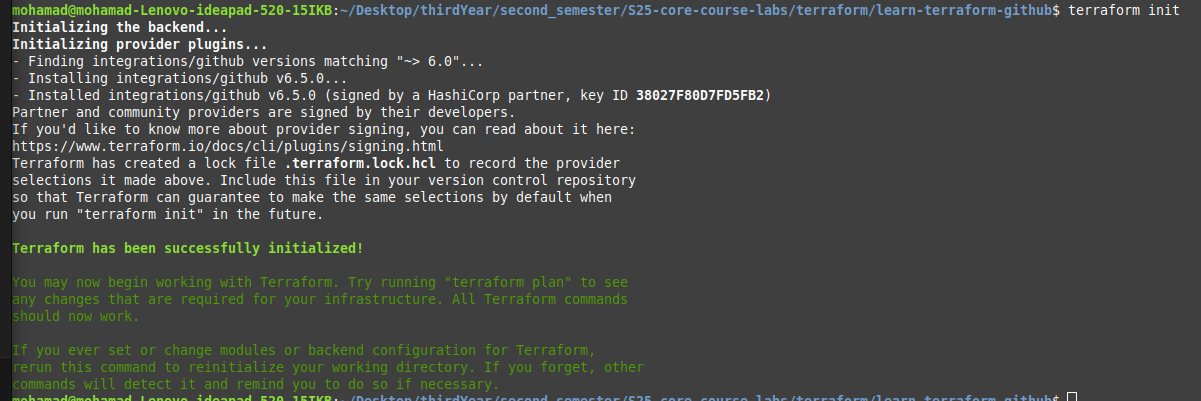 mohamad@mohamad-Lenovo-ideapad-520-15IKB:~/Desktop/thirdYear/second_semester/S25-core-course-labs/terraform/learn-terraform-github$ terraform init
Initializing the backend...
Initializing provider plugins...
- Finding integrations/github versions matching "~> 6.0"...
- Installing integrations/github v6.5.0...
- Installed integrations/github v6.5.0 (signed by a HashiCorp partner, key ID 38027F80D7FD5FB2)
Partner and community providers are signed by their developers.
If you'd like to know more about provider signing, you can read about it here:
https://www.terraform.io/docs/cli/plugins/signing.html
Terraform has created a lock file .terraform.lock.hcl to record the provider
selections it made above. Include this file in your version control repository
so that Terraform can guarantee to make the same selections by default when
you run "terraform init" in the future.
Terraform has been successfully initialized!
You may now begin working with Terraform. Try running "terraform plan" to see
any changes that are required for your infrastructure. All Terraform commands
should now work.
If you ever set or change modules or backend configuration for Terraform,
rerun this command to reinitialize your working directory. If you forget, other
commands will detect it and remind you to do so if necessary.
mohamad@mohamad-Lenovo-ideapad-520-15IKB:~/Desktop/thirdYear/second_semester/S25-core-course-labs/terraform/learn-terraform-github$